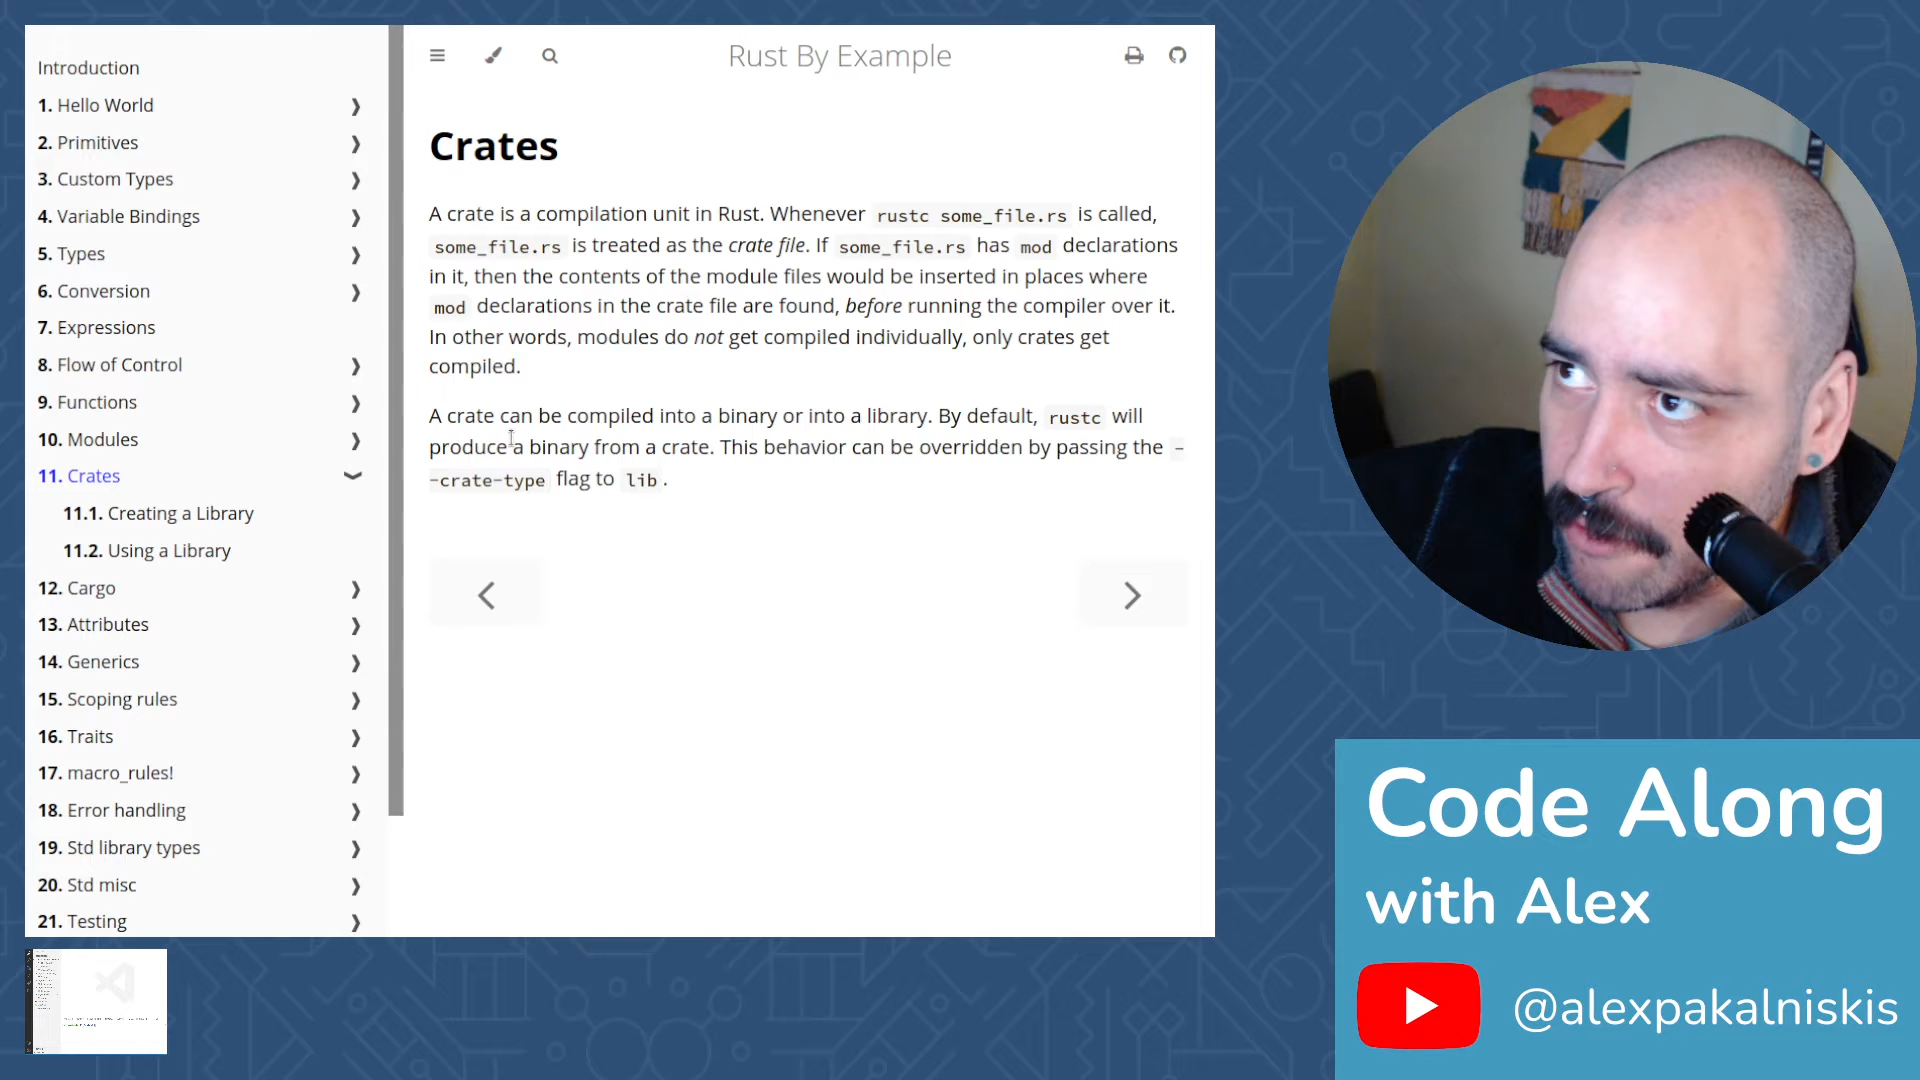 Introduction
1. Hello World
2. Primitives
3. Custom Types
4. Variable Bindings
5. Types
6. Conversion
7. Expressions
8. Flow of Control
9. Functions
10. Modules
11. Crates
11.1. Creating a Library
11.2. Using a Library
12. Cargo
13. Attributes
14. Generics
15. Scoping rules
16. Traits
17. macro_rules!
18. Error handling
19. Std library types
20. Std misc
21. Testing
Rust By Example
Crates
A crate is a compilation unit in Rust. Whenever rustc some_file.rs is called,
some_file.rs is treated as the crate file. If some_file.rs has mod declarations
in it, then the contents of the module files would be inserted in places where
mod declarations in the crate file are found, before running the compiler over it.
In other words, modules do not get compiled individually, only crates get
compiled.
A crate can be compiled into a binary or into a library. By default, rustc will
produce a binary from a crate. This behavior can be overridden by passing the -
-crate-type flag to lib.
Code Along
with Alex
@alexpakalniskis